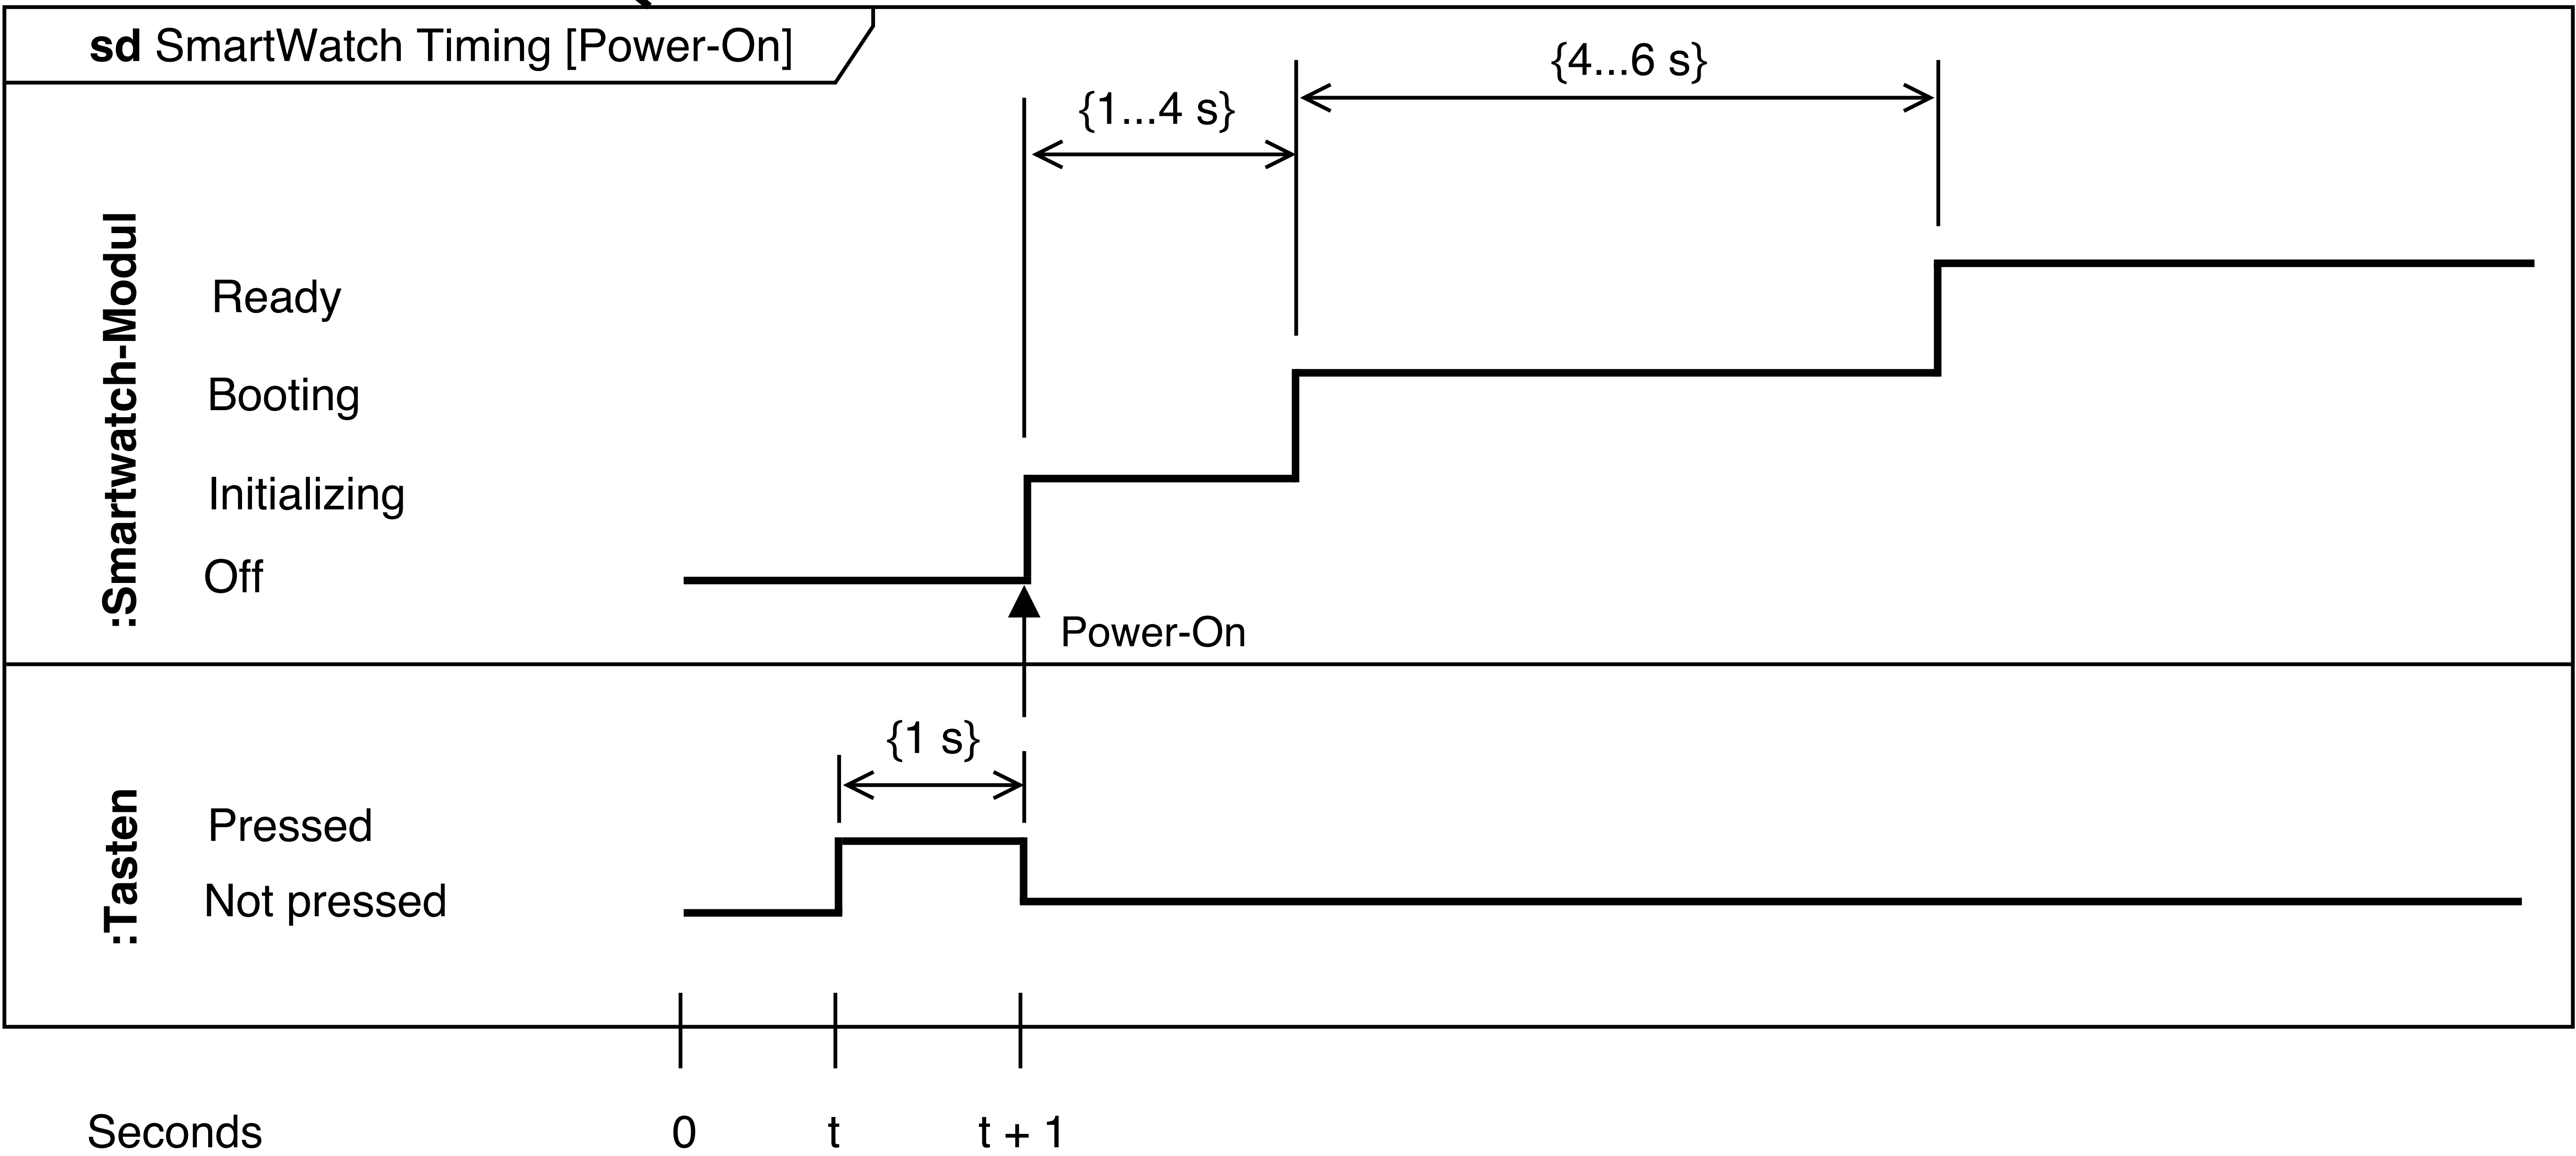 sd SmartWatch Timing [Power-On]
{4...6 s}
{1...4 s}
:Smartwatch-Modul
Ready
Booting
Initializing
Off
Power-On
{1 s}
:Tasten
Pressed
Not pressed
Seconds 0 t t + 1